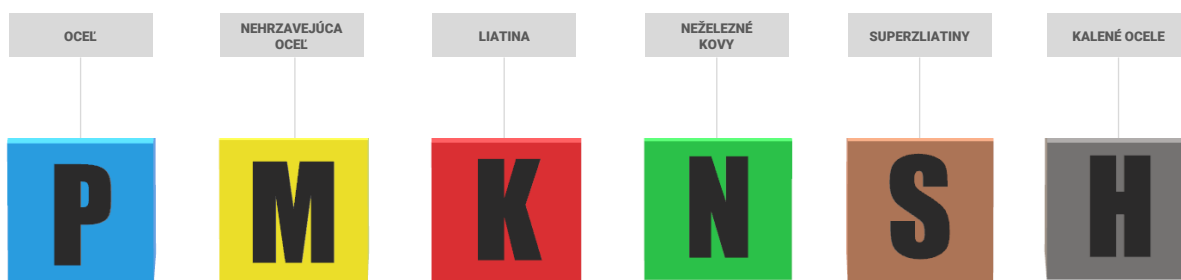 OCEĽ
NEHRZAVEJÚCA
OCEĽ
LIATINA
NEŽELEZNÉ
KOVY
SUPERZLIATINY
KALENÉ OCELE
P
M
K
N
S
H